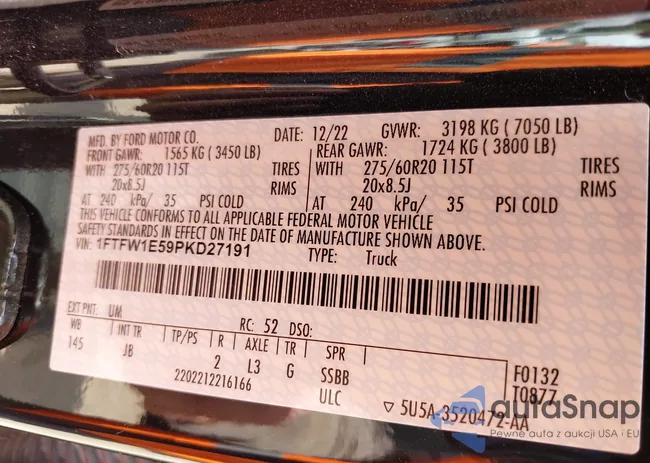 MFD. BY FORD MOTOR CO. DATE: 12/22 GVWR: 3198 KG ( 7050 LB)
FRONT GAWR: 1565 KG ( 3450 LB) REAR GAWR: 1724 KG ( 3800 LB)
WITH 275/60R20 115T TIRES WITH 275/60R20 115T TIRES
20x8.5J RIMS 20x8.5J RIMS
AT 240 kPa/ 35 PSI COLD AT 240 kPa/ 35 PSI COLD
THIS VEHICLE CONFORMS TO ALL APPLICABLE FEDERAL MOTOR VEHICLE
SAFETY STANDARDS IN EFFECT ON THE DATE OF MANUFACTURE SHOWN ABOVE.
VIN: 1FTFW1E59PKD27191
TYPE: Truck
EXT PNT: UM RC: 52 DSO:
WB INT TR TP/PS R AXLE TR SPR
145 JB 2 L3 G SSBB F0132
2202212216166 ULC T0877
▽ 5U5A-3520472-AA
autaSnap
Pewne auta z aukcji USA i EU